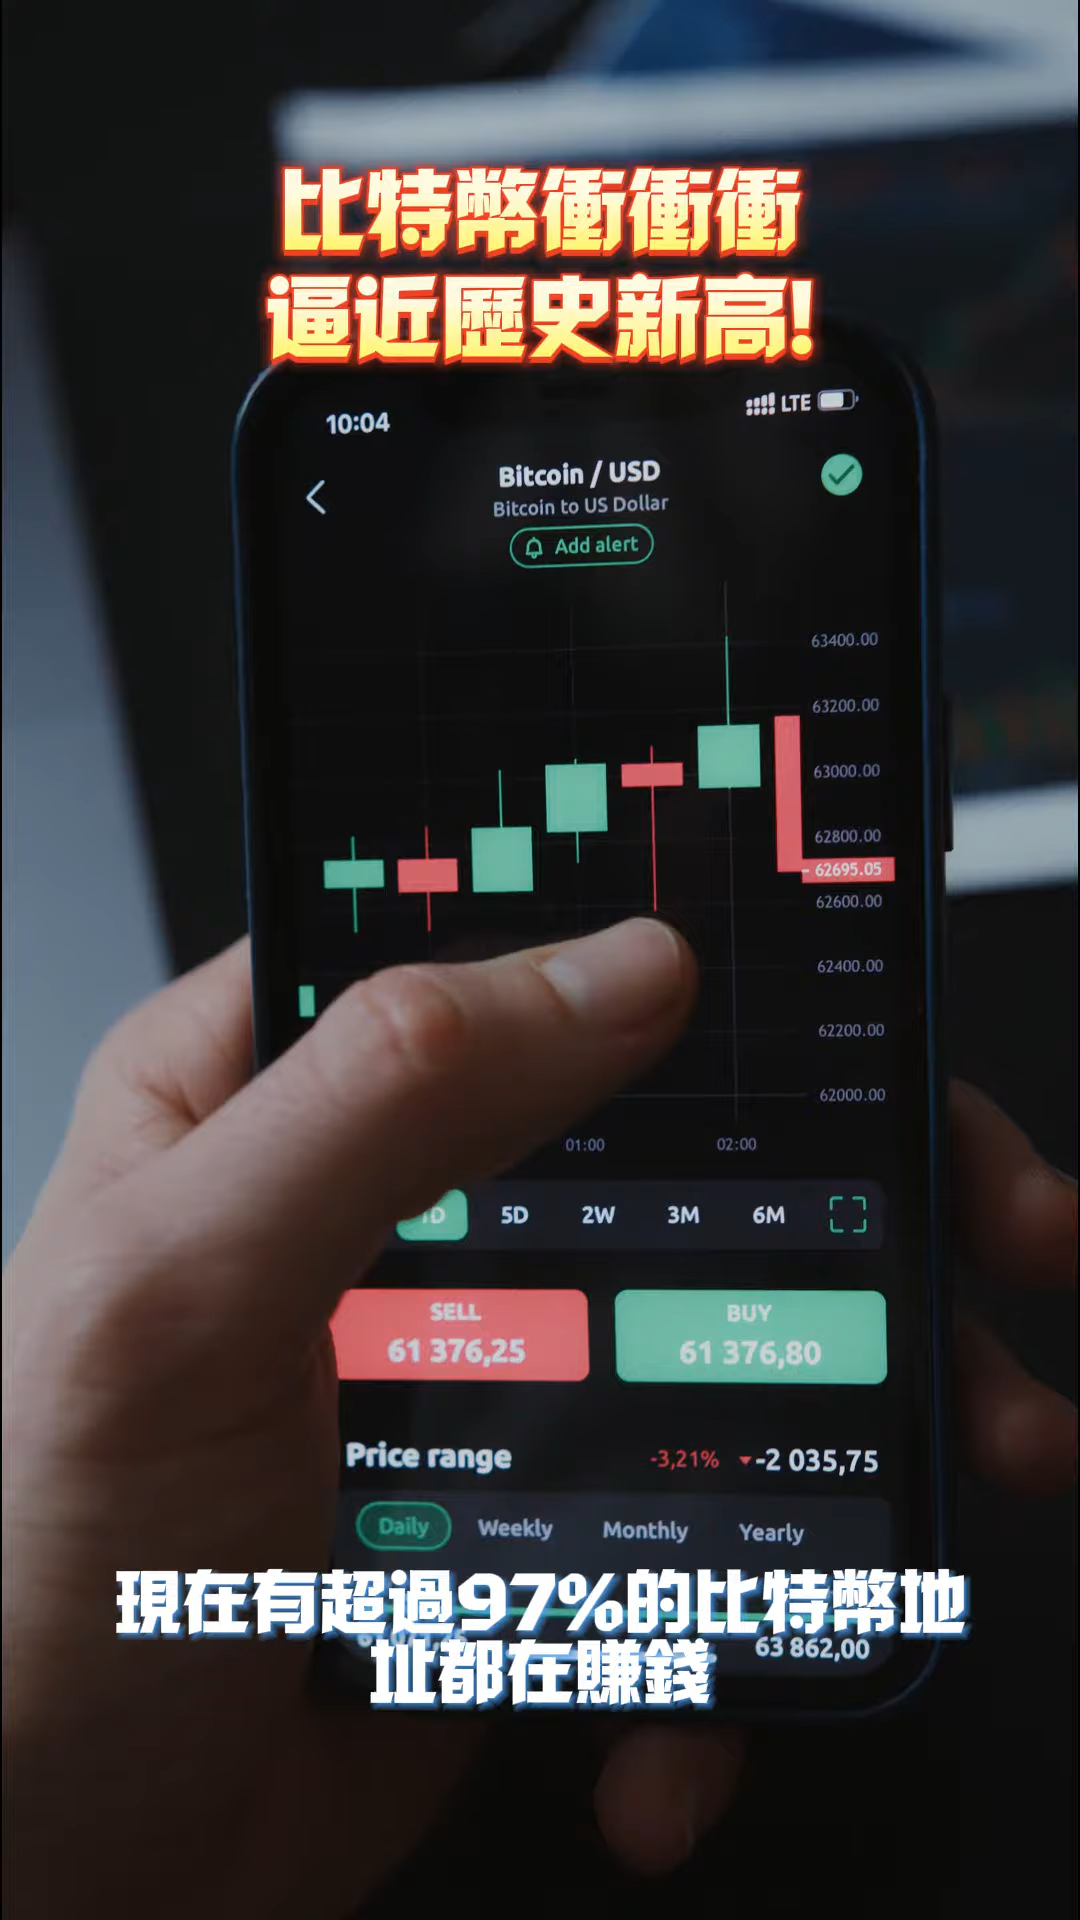 比特幣衝衝衝
逼近歷史新高!
10:04
LTE
Bitcoin / USD
Bitcoin to US Dollar
Add alert
63400.00
63200.00
63000.00
62800.00
62695.05
62600.00
62400.00
62200.00
62000.00
01:00 02:00
1D 5D 2W 3M 6M
SELL BUY
61 376,25 61 376,80
Price range -3,21% -2 035,75
Daily Weekly Monthly Yearly
現在有超過97%的比特幣地
63 862,00
址都在賺錢